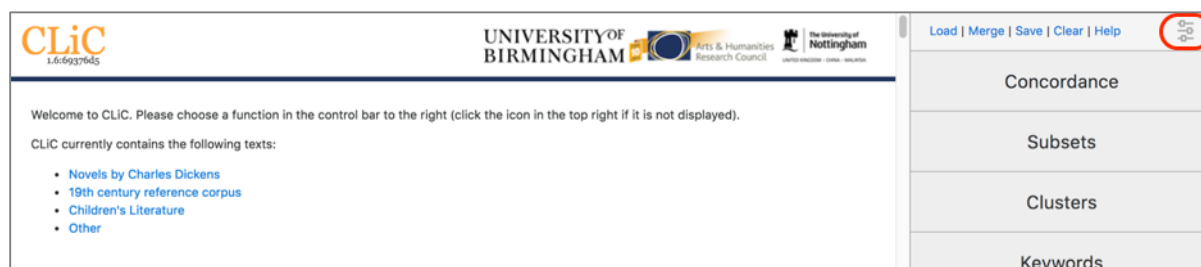 CLiC
1.6:69376d5
UNIVERSITY OF
BIRMINGHAM
10
Arts & Humanities
Research Council
The University of
Nottingham
UNITED KINGDOM · CHINA · MALAYSIA
Load | Merge | Save | Clear | Help
Concordance
Subsets
Clusters
Keywords
Welcome to CLiC. Please choose a function in the control bar to the right (click the icon in the top right if it is not displayed).
CLiC currently contains the following texts:
• Novels by Charles Dickens
• 19th century reference corpus
• Children's Literature
• Other